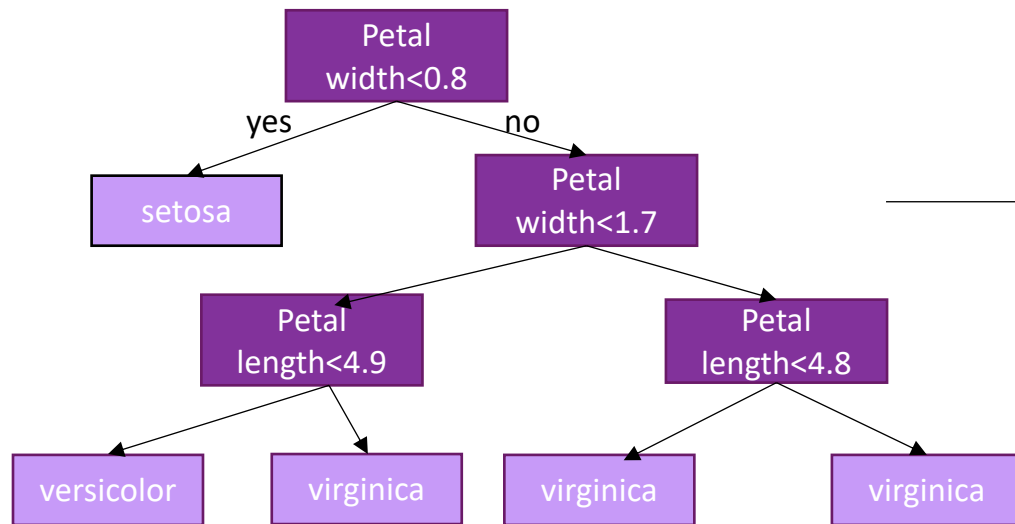 Petal
width<0.8
yes
no
setosa
Petal
width<1.7
Petal
length<4.9
Petal
length<4.8
versicolor
virginica
virginica
virginica